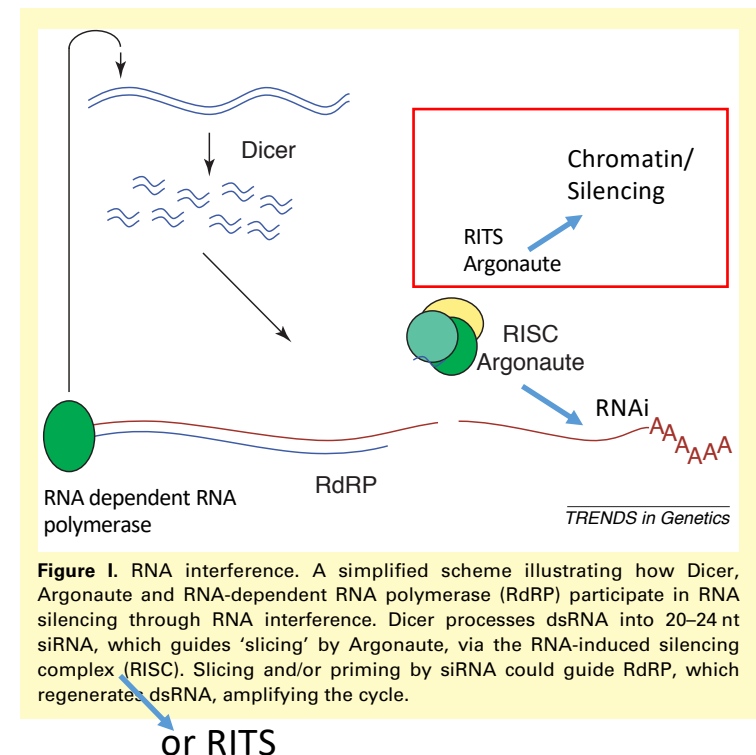 Dicer
Chromatin/
Silencing
RITS
Argonaute
RISC
Argonaute
RNAi
AAAAAAA
RdRP
RNA dependent RNA
polymerase
TRENDS in Genetics
Figure I. RNA interference. A simplified scheme illustrating how Dicer,
Argonaute and RNA-dependent RNA polymerase (RdRP) participate in RNA
silencing through RNA interference. Dicer processes dsRNA into 20–24 nt
siRNA, which guides ‘slicing’ by Argonaute, via the RNA-induced silencing
complex (RISC). Slicing and/or priming by siRNA could guide RdRP, which
regenerates dsRNA, amplifying the cycle.
or RITS